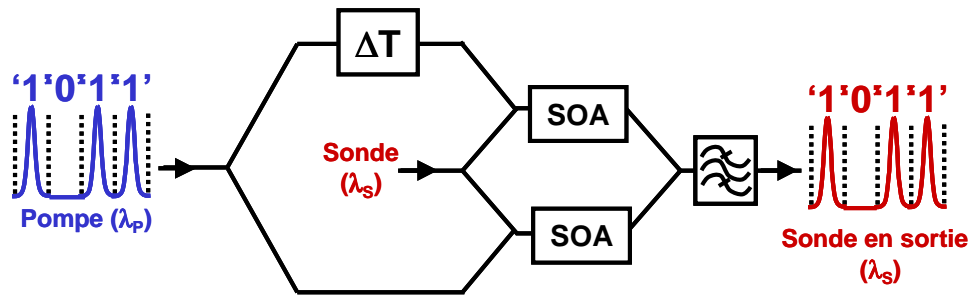 ‘1’‘0’‘1’‘1’
Pompe (λP)
ΔT
Sonde
(λS)
SOA
SOA
‘1’‘0’‘1’‘1’
Sonde en sortie
(λS)